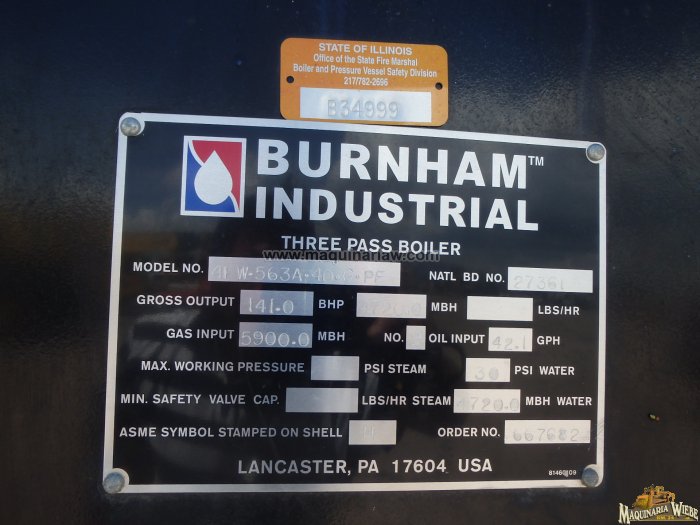 STATE OF ILLINOIS
Office of the State Fire Marshal
Boiler and Pressure Vessel Safety Division
217/782-2696
B34999
BURNHAM™
INDUSTRIAL
THREE PASS BOILER
www.maquinarialaw.com
MODEL NO. NATL BD NO.
GROSS OUTPUT 141.0 BHP MBH LBS/HR
GAS INPUT 5900.0 MBH NO. OIL INPUT 42.1 GPH
MAX. WORKING PRESSURE PSI STEAM 30 PSI WATER
MIN. SAFETY VALVE CAP. LBS/HR STEAM 4720.0 MBH WATER
ASME SYMBOL STAMPED ON SHELL ORDER NO.
LANCASTER, PA 17604 USA
MAQUINARIA WIEBE